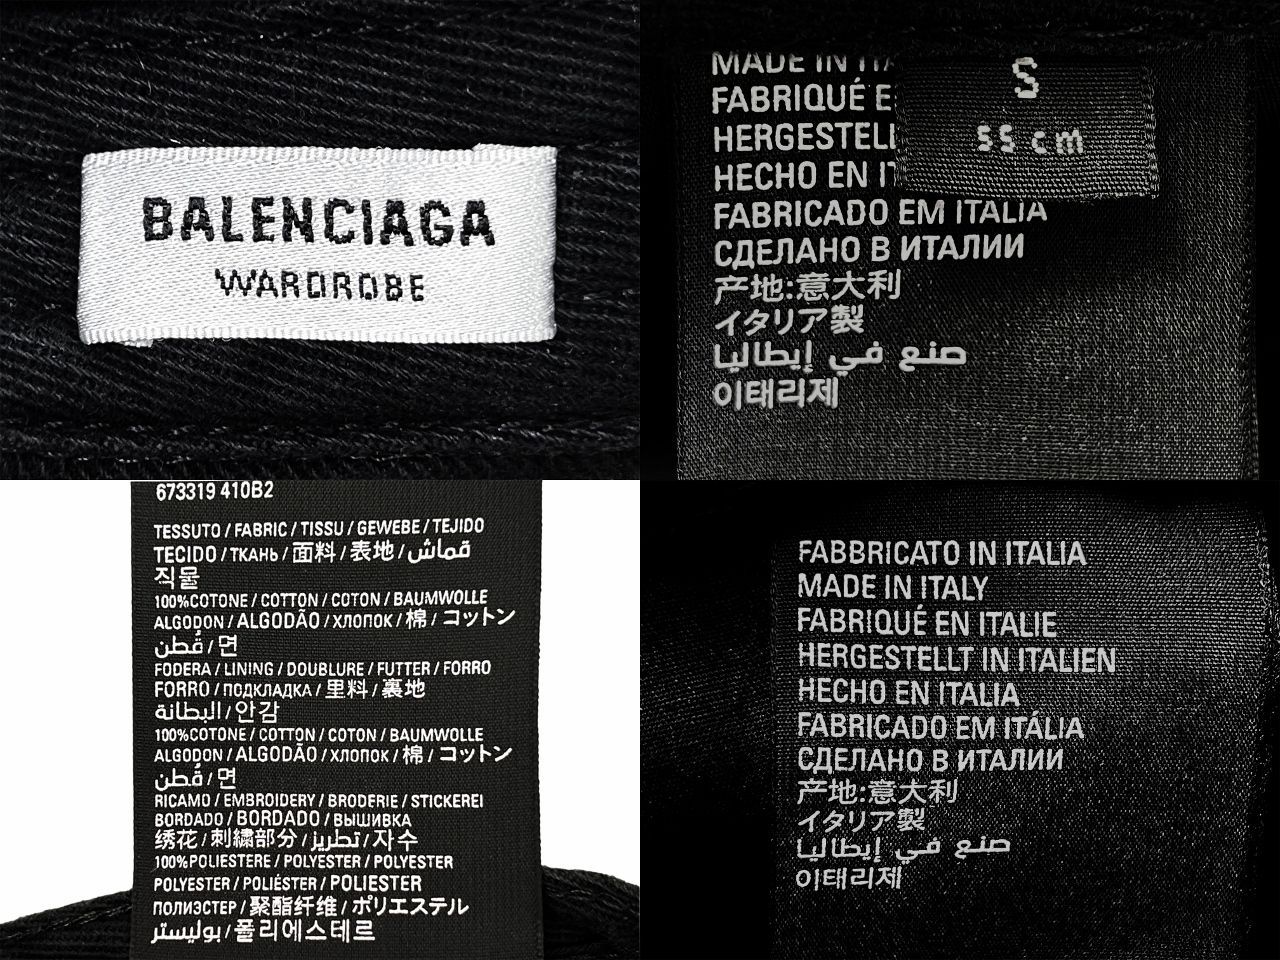 BALENCIAGA
WARDROBE
MADE IN
FABRIQUÉ E
HERGESTELL
HECHO EN IT
FABRICADO EM ITÁLIA
СДЕЛАНО В ИТАЛИИ
产地:意大利
イタリア製
صنع في إيطاليا
이태리제
S
55 cm
673319 410B2
TESSUTO / FABRIC / TISSU / GEWEBE / TEJIDO
TECIDO / ТКАНЬ / 面料 / 表地 / قماش
직물
100%COTONE / COTTON / COTON / BAUMWOLLE
ALGODON / ALGODÃO / ХЛОПОК / 棉 / コットン
قُطن / 면
FODERA / LINING / DOUBLURE / FUTTER / FORRO
FORRO / ПОДКЛАДКА / 里料 / 裏地
البطانة / 안감
100%COTONE / COTTON / COTON / BAUMWOLLE
ALGODON / ALGODÃO / ХЛОПОК / 棉 / コットン
قُطن / 면
RICAMO / EMBROIDERY / BRODERIE / STICKEREI
BORDADO / BORDADO / ВЫШИВКА
绣花 / 刺繍部分 / تطريز / 자수
100%POLIESTERE / POLYESTER / POLYESTER
POLYESTER / POLIÉSTER / POLIESTER
ПОЛИЭСТЕР / 聚酯纤维 / ポリエステル
بوليستر / 폴리에스테르
FABBRICATO IN ITALIA
MADE IN ITALY
FABRIQUÉ EN ITALIE
HERGESTELLT IN ITALIEN
HECHO EN ITALIA
FABRICADO EM ITÁLIA
СДЕЛАНО В ИТАЛИИ
产地:意大利
イタリア製
صنع في إيطاليا
이태리제